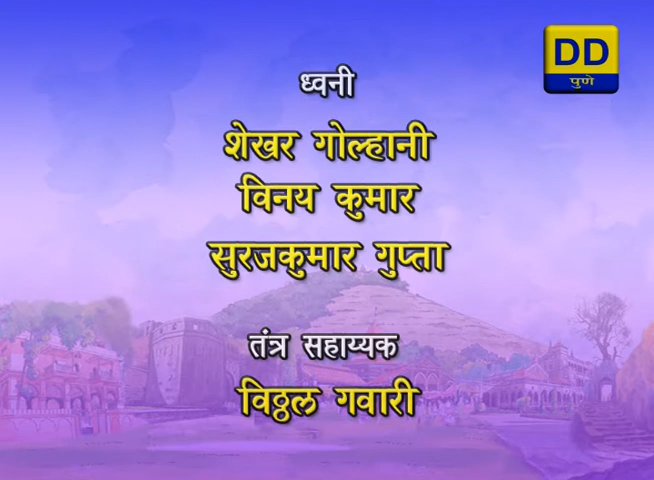 DD
पुणे
ध्वनी
शेखर गोल्हानी
विनय कुमार
सुरजकुमार गुप्ता
तंत्र सहाय्यक
विठ्ठल गवारी